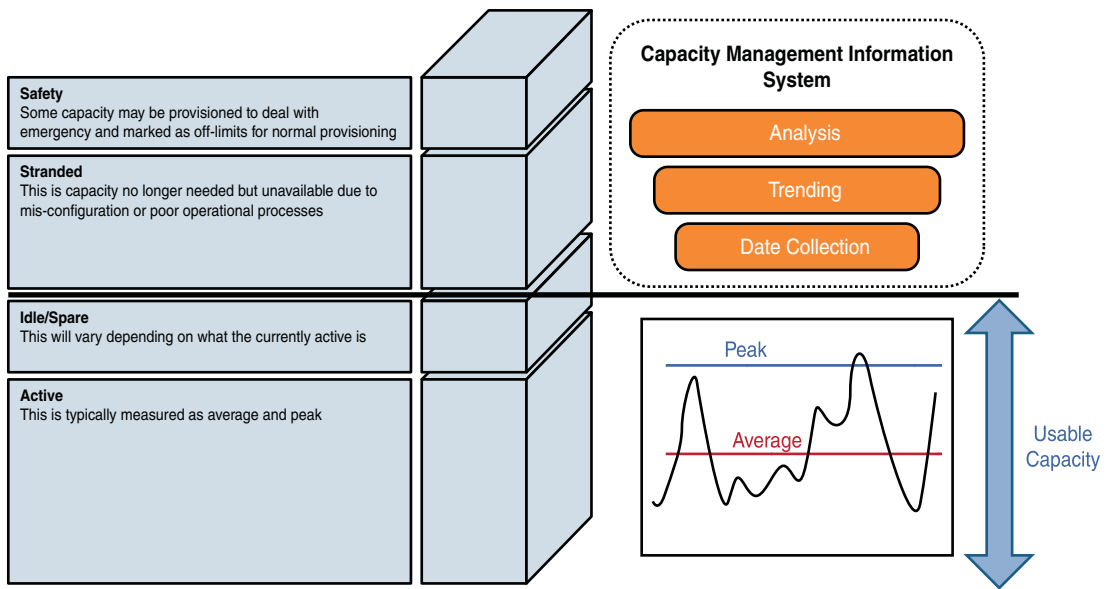 Safety
Some capacity may be provisioned to deal with
emergency and marked as off-limits for normal provisioning
Stranded
This is capacity no longer needed but unavailable due to
mis-configuration or poor operational processes
Idle/Spare
This will vary depending on what the currently active is
Active
This is typically measured as average and peak
Capacity Management Information
System
Analysis
Trending
Date Collection
Peak
Average
Usable
Capacity